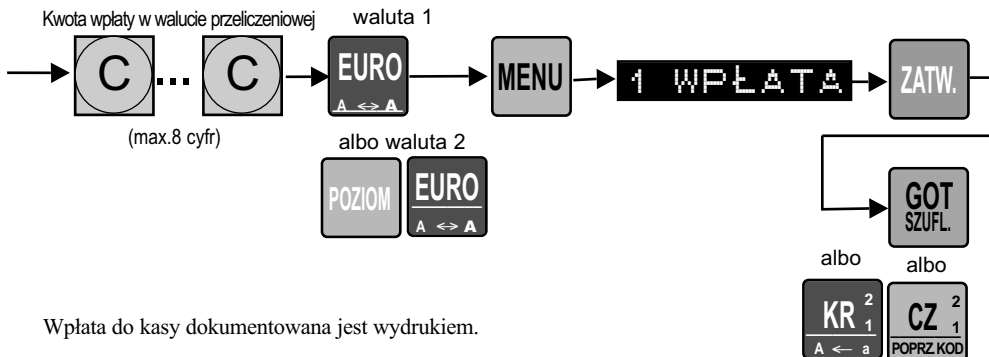 Kwota wpłaty w walucie przeliczeniowej
waluta 1
C ... C
EURO
A <-> A
MENU
1 WPŁATA
ZATW.
(max.8 cyfr)
albo waluta 2
POZIOM
EURO
A <-> A
GOT
SZUFL.
albo
albo
KR 2
1
A <— a
CZ 2
1
POPRZ.KOD
Wpłata do kasy dokumentowana jest wydrukiem.